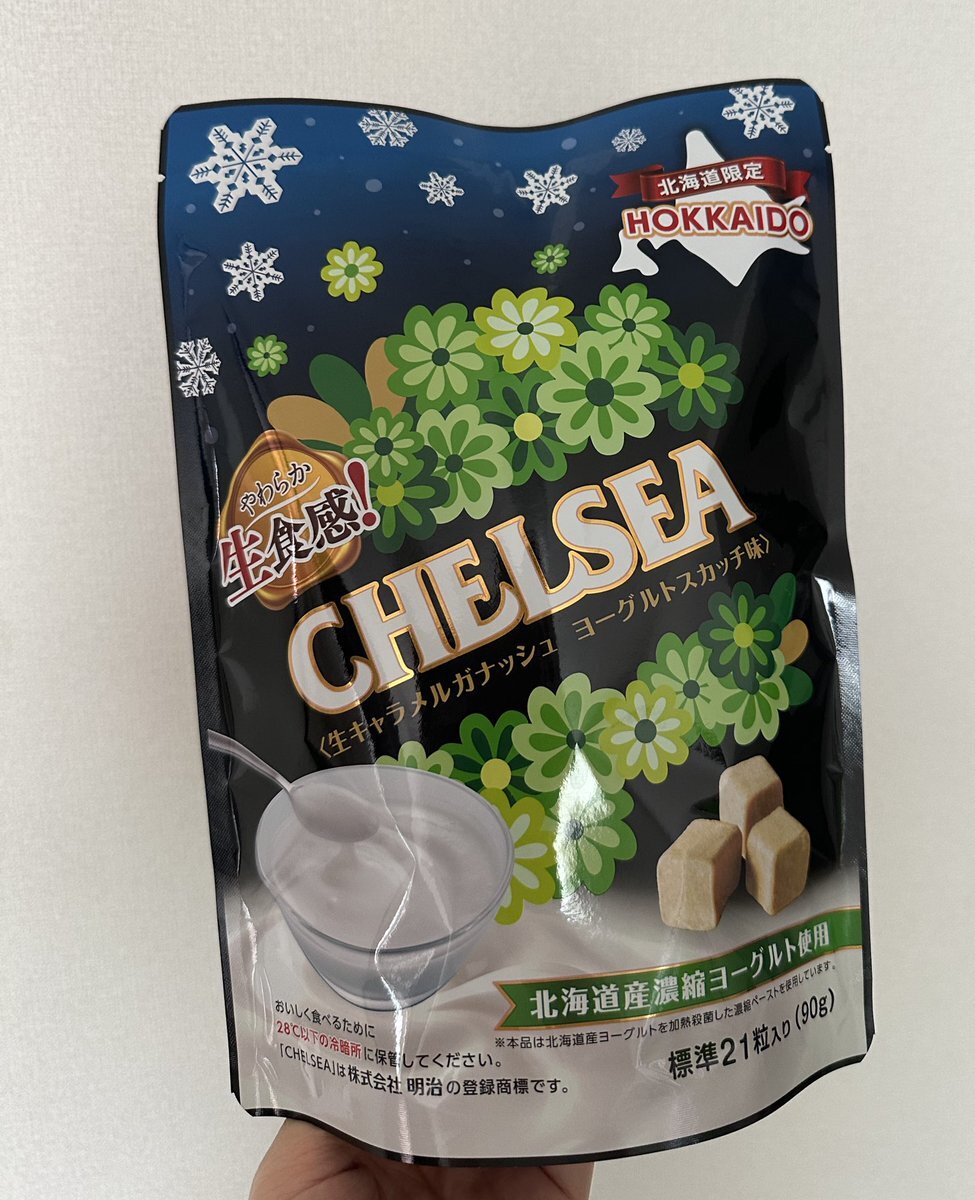 北海道限定
HOKKAIDO
やわらか
生食感!
CHELSEA
〈生キャラメルガナッシュ ヨーグルトスカッチ味〉
北海道産濃縮ヨーグルト使用
※本品は北海道産ヨーグルトを加熱殺菌した濃縮ペーストを使用しています。
標準21粒入り(90g)
おいしく食べるために
28℃以下の冷暗所に保管してください。
「CHELSEA」は株式会社 明治の登録商標です。